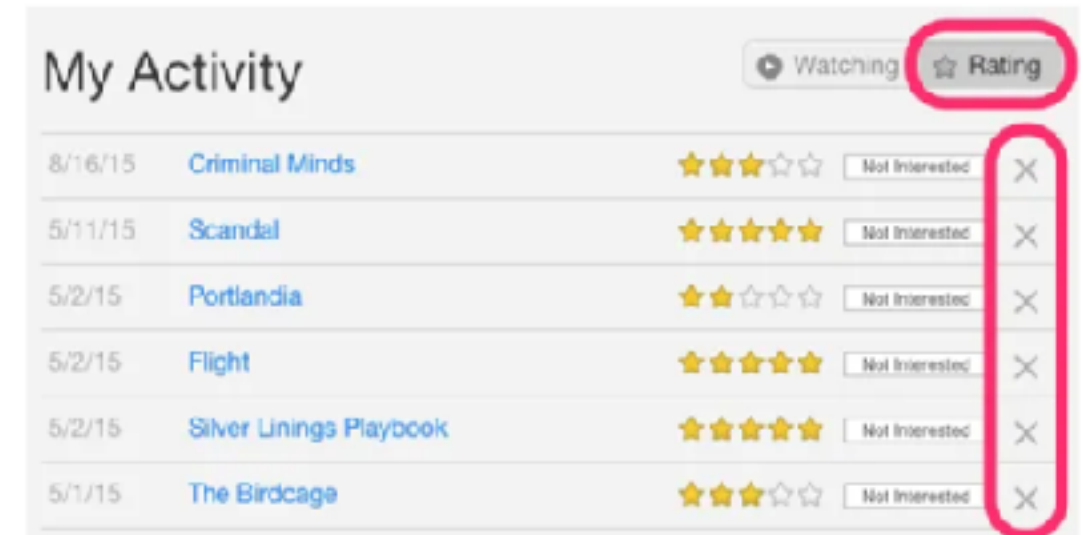 My Activity Watching Rating
8/16/15 Criminal Minds Not Interested
5/11/15 Scandal Not Interested
5/2/15 Portlandia Not Interested
5/2/15 Flight Not Interested
5/2/15 Silver Linings Playbook Not Interested
5/1/15 The Birdcage Not Interested